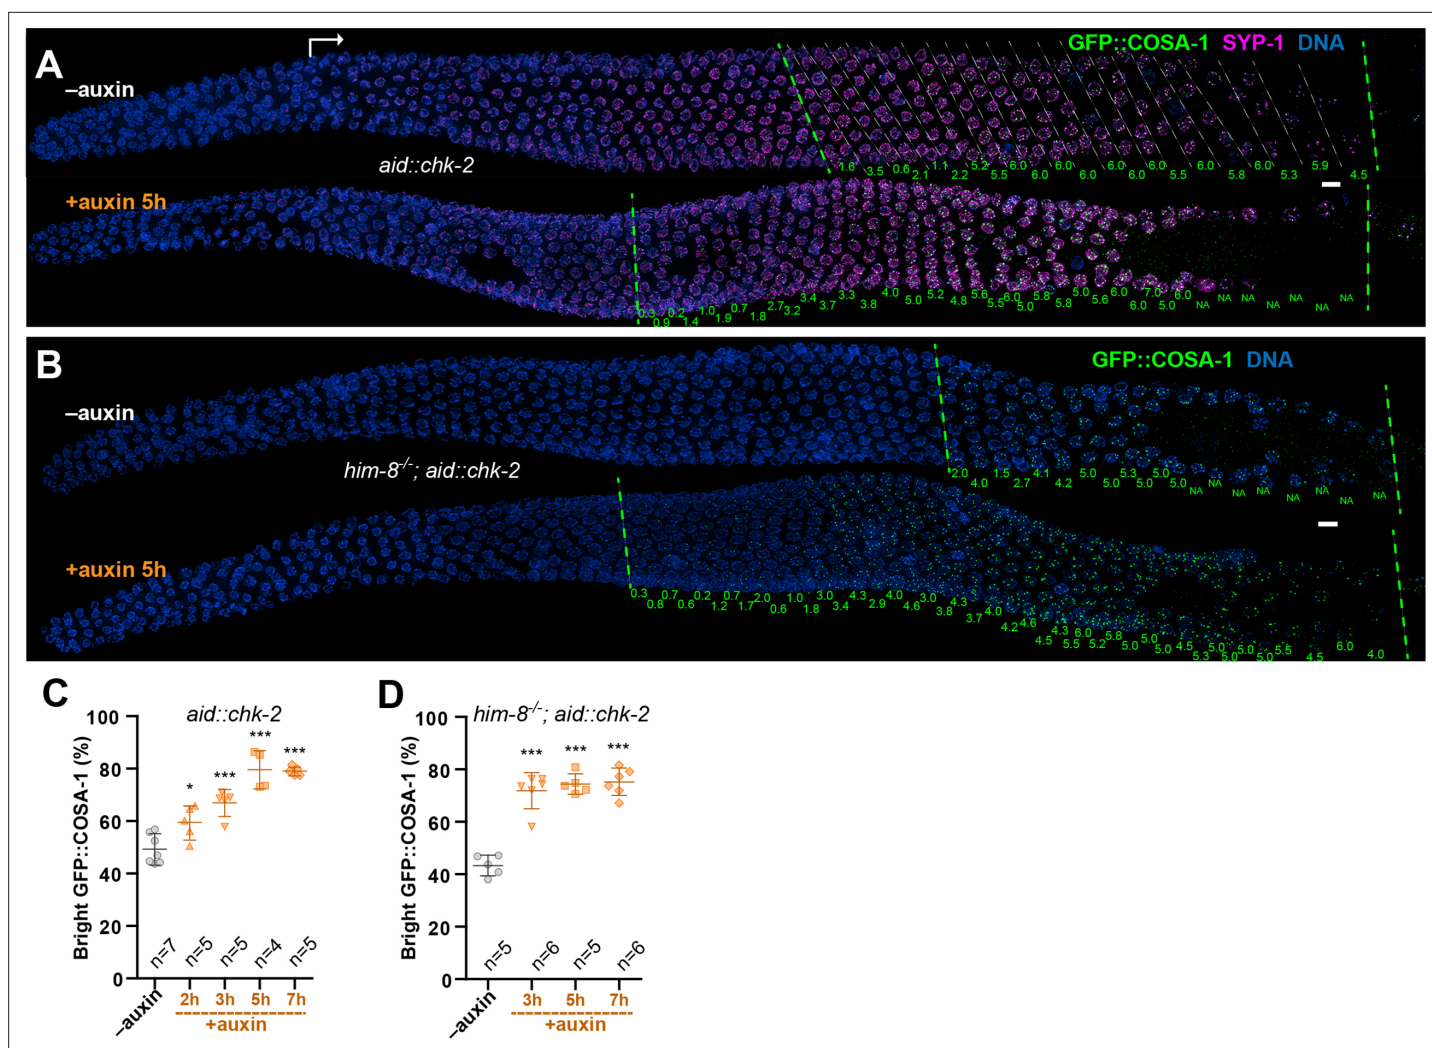 A
GFP::COSA-1 SYP-1 DNA
–auxin
aid::chk-2
1.6 3.5 0.6 2.1 1.1 2.2 5.2 5.5 6.0 6.0 6.0 6.0 6.0 6.0 6.0 6.0 5.5 6.0 5.8 6.0 5.3 5.9 4.5
+auxin 5h
0.3 0.9 0.2 1.4 1.0 1.9 0.7 1.8 2.7 3.2 3.4 3.7 3.3 3.8 4.0 5.0 5.2 4.8 5.6 5.5 6.0 5.0 5.8 5.8 5.0 5.6 6.0 6.0 7.0 5.0 6.0 NA NA NA NA NA NA NA
B
GFP::COSA-1 DNA
–auxin
him-8-/-; aid::chk-2
2.0 4.0 1.5 2.7 4.1 4.2 5.0 5.0 5.3 5.0 5.0 5.0 NA NA NA NA NA NA NA NA
+auxin 5h
0.3 0.8 0.7 0.6 0.2 1.2 0.7 1.7 2.0 0.6 1.0 1.8 3.0 3.4 4.3 2.9 4.0 4.6 3.0 3.8 4.3 3.7 4.0 4.2 4.6 4.5 4.3 5.5 6.0 5.2 5.8 5.0 5.0 5.0 4.5 5.3 5.0 5.0 5.0 5.0 5.5 4.5 6.0 4.0
C
aid::chk-2
Bright GFP::COSA-1 (%)
100
80
60
40
20
0
* *** *** ***
n=7 n=5 n=5 n=4 n=5
–auxin 2h 3h 5h 7h
+auxin
D
him-8-/-; aid::chk-2
Bright GFP::COSA-1 (%)
100
80
60
40
20
0
*** *** ***
n=5 n=6 n=5 n=6
–auxin 3h 5h 7h
+auxin